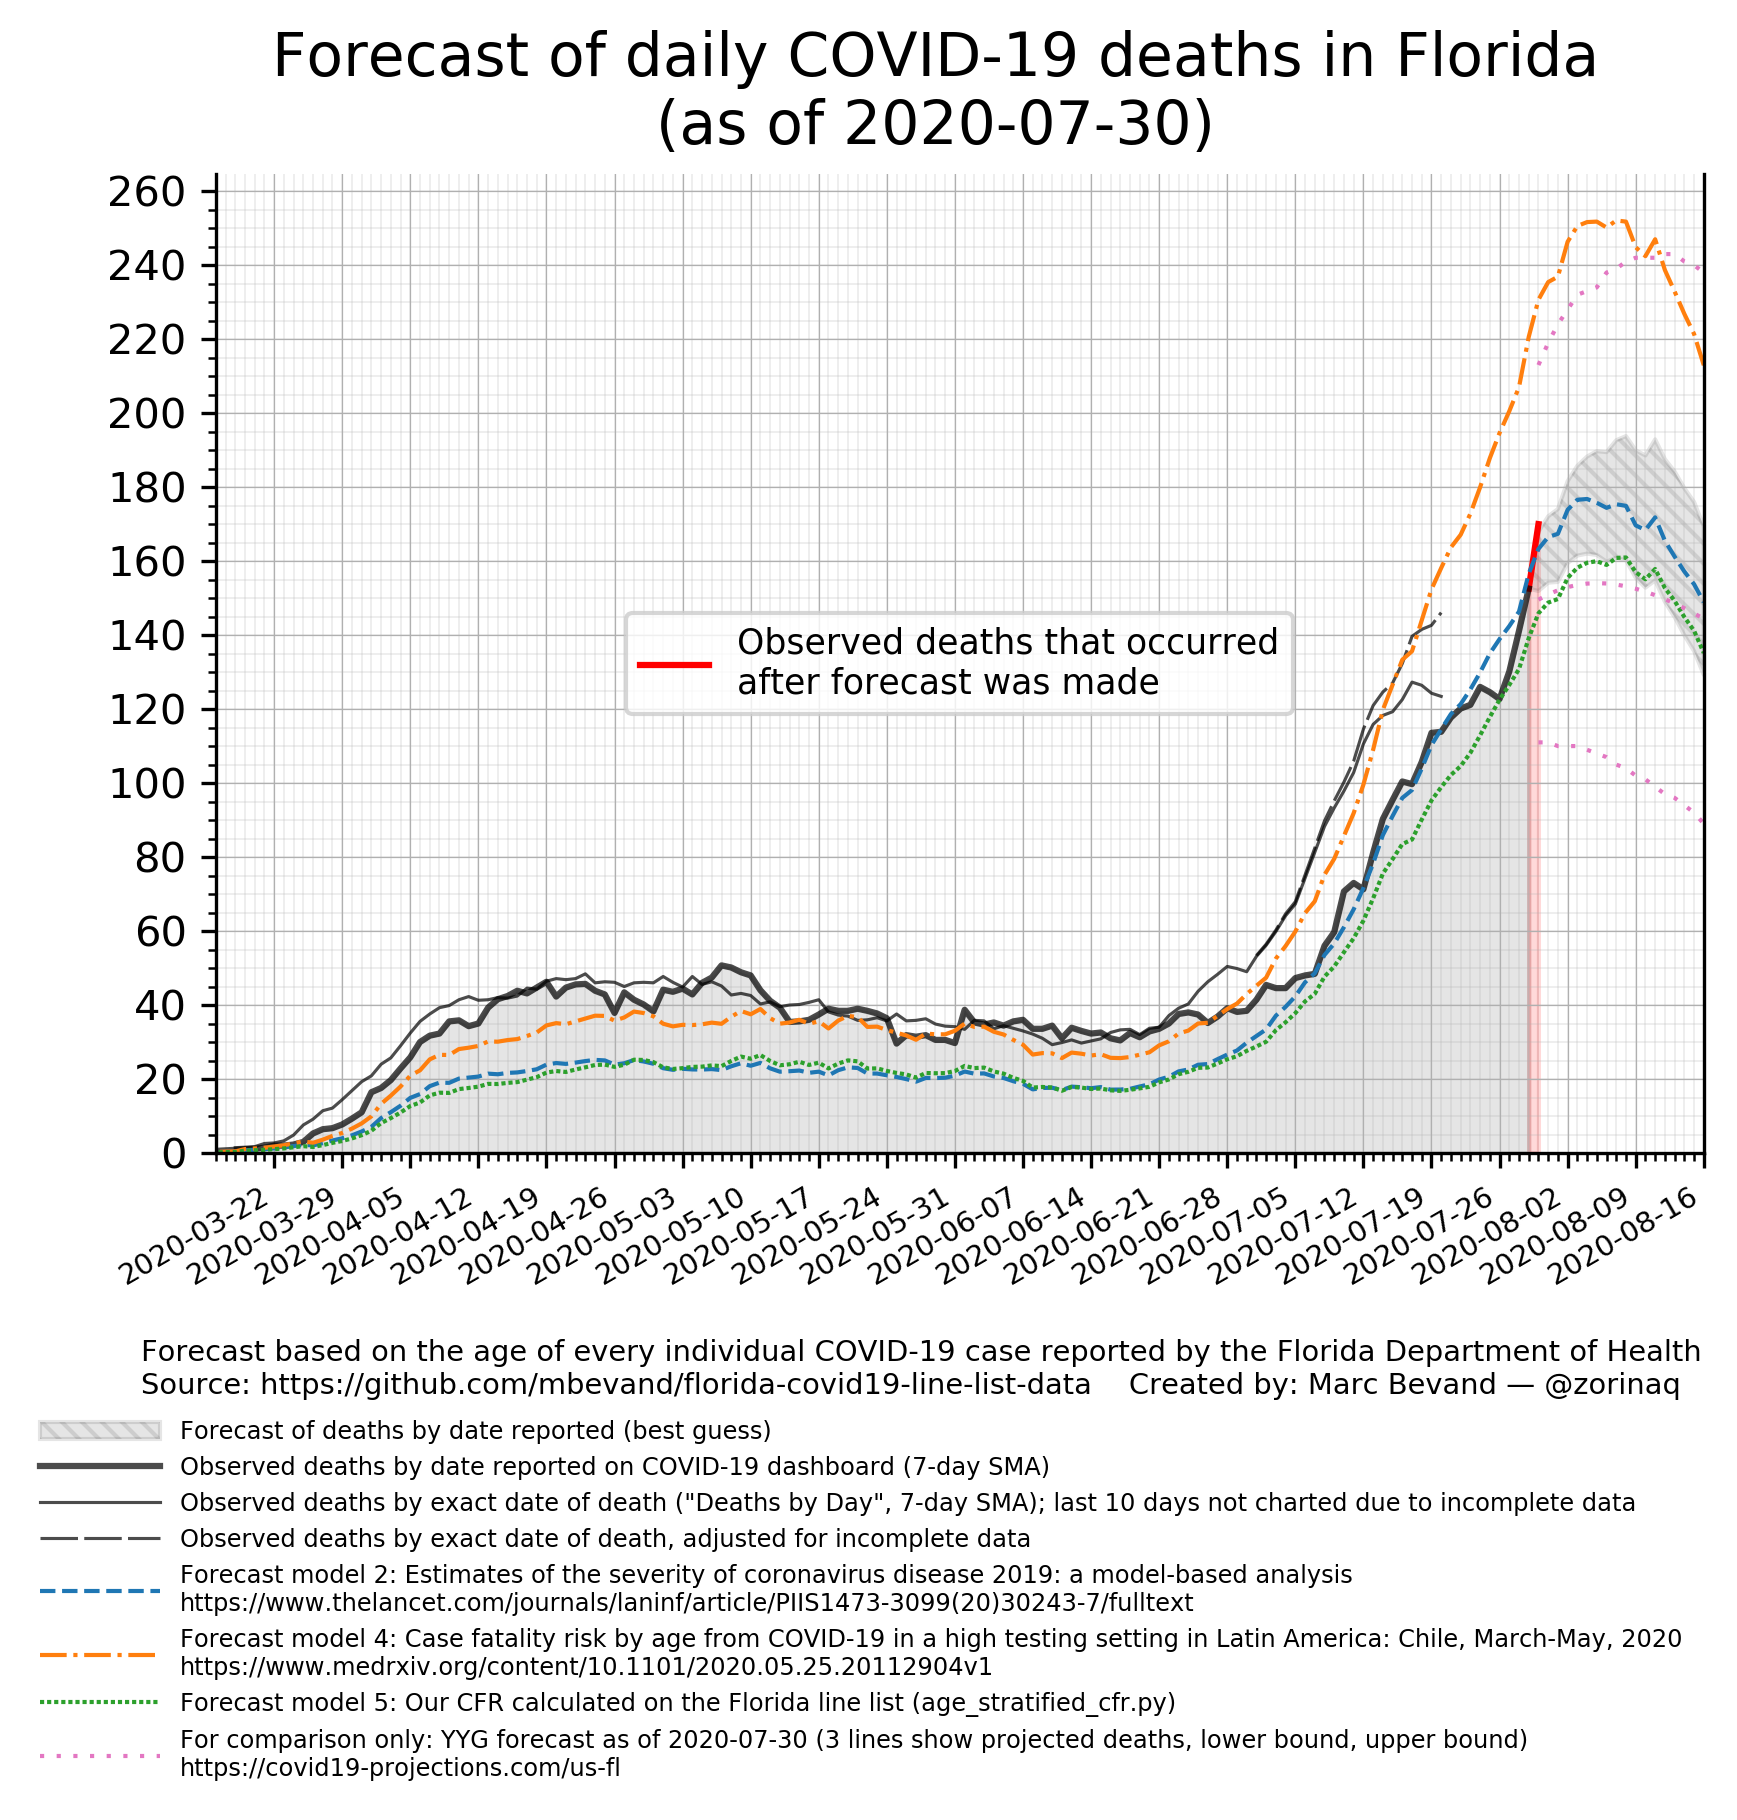 Forecast of daily COVID-19 deaths in Florida
(as of 2020-07-30)
260
240
220
200
180
160
140
120
100
80
60
40
20
0
Observed deaths that occurred
after forecast was made
2020-03-22
2020-03-29
2020-04-05
2020-04-12
2020-04-19
2020-04-26
2020-05-03
2020-05-10
2020-05-17
2020-05-24
2020-05-31
2020-06-07
2020-06-14
2020-06-21
2020-06-28
2020-07-05
2020-07-12
2020-07-19
2020-07-26
2020-08-02
2020-08-09
2020-08-16
Forecast based on the age of every individual COVID-19 case reported by the Florida Department of Health
Source: https://github.com/mbevand/florida-covid19-line-list-data    Created by: Marc Bevand — @zorinaq
Forecast of deaths by date reported (best guess)
Observed deaths by date reported on COVID-19 dashboard (7-day SMA)
Observed deaths by exact date of death ("Deaths by Day", 7-day SMA); last 10 days not charted due to incomplete data
Observed deaths by exact date of death, adjusted for incomplete data
Forecast model 2: Estimates of the severity of coronavirus disease 2019: a model-based analysis
https://www.thelancet.com/journals/laninf/article/PIIS1473-3099(20)30243-7/fulltext
Forecast model 4: Case fatality risk by age from COVID-19 in a high testing setting in Latin America: Chile, March-May, 2020
https://www.medrxiv.org/content/10.1101/2020.05.25.20112904v1
Forecast model 5: Our CFR calculated on the Florida line list (age_stratified_cfr.py)
For comparison only: YYG forecast as of 2020-07-30 (3 lines show projected deaths, lower bound, upper bound)
https://covid19-projections.com/us-fl